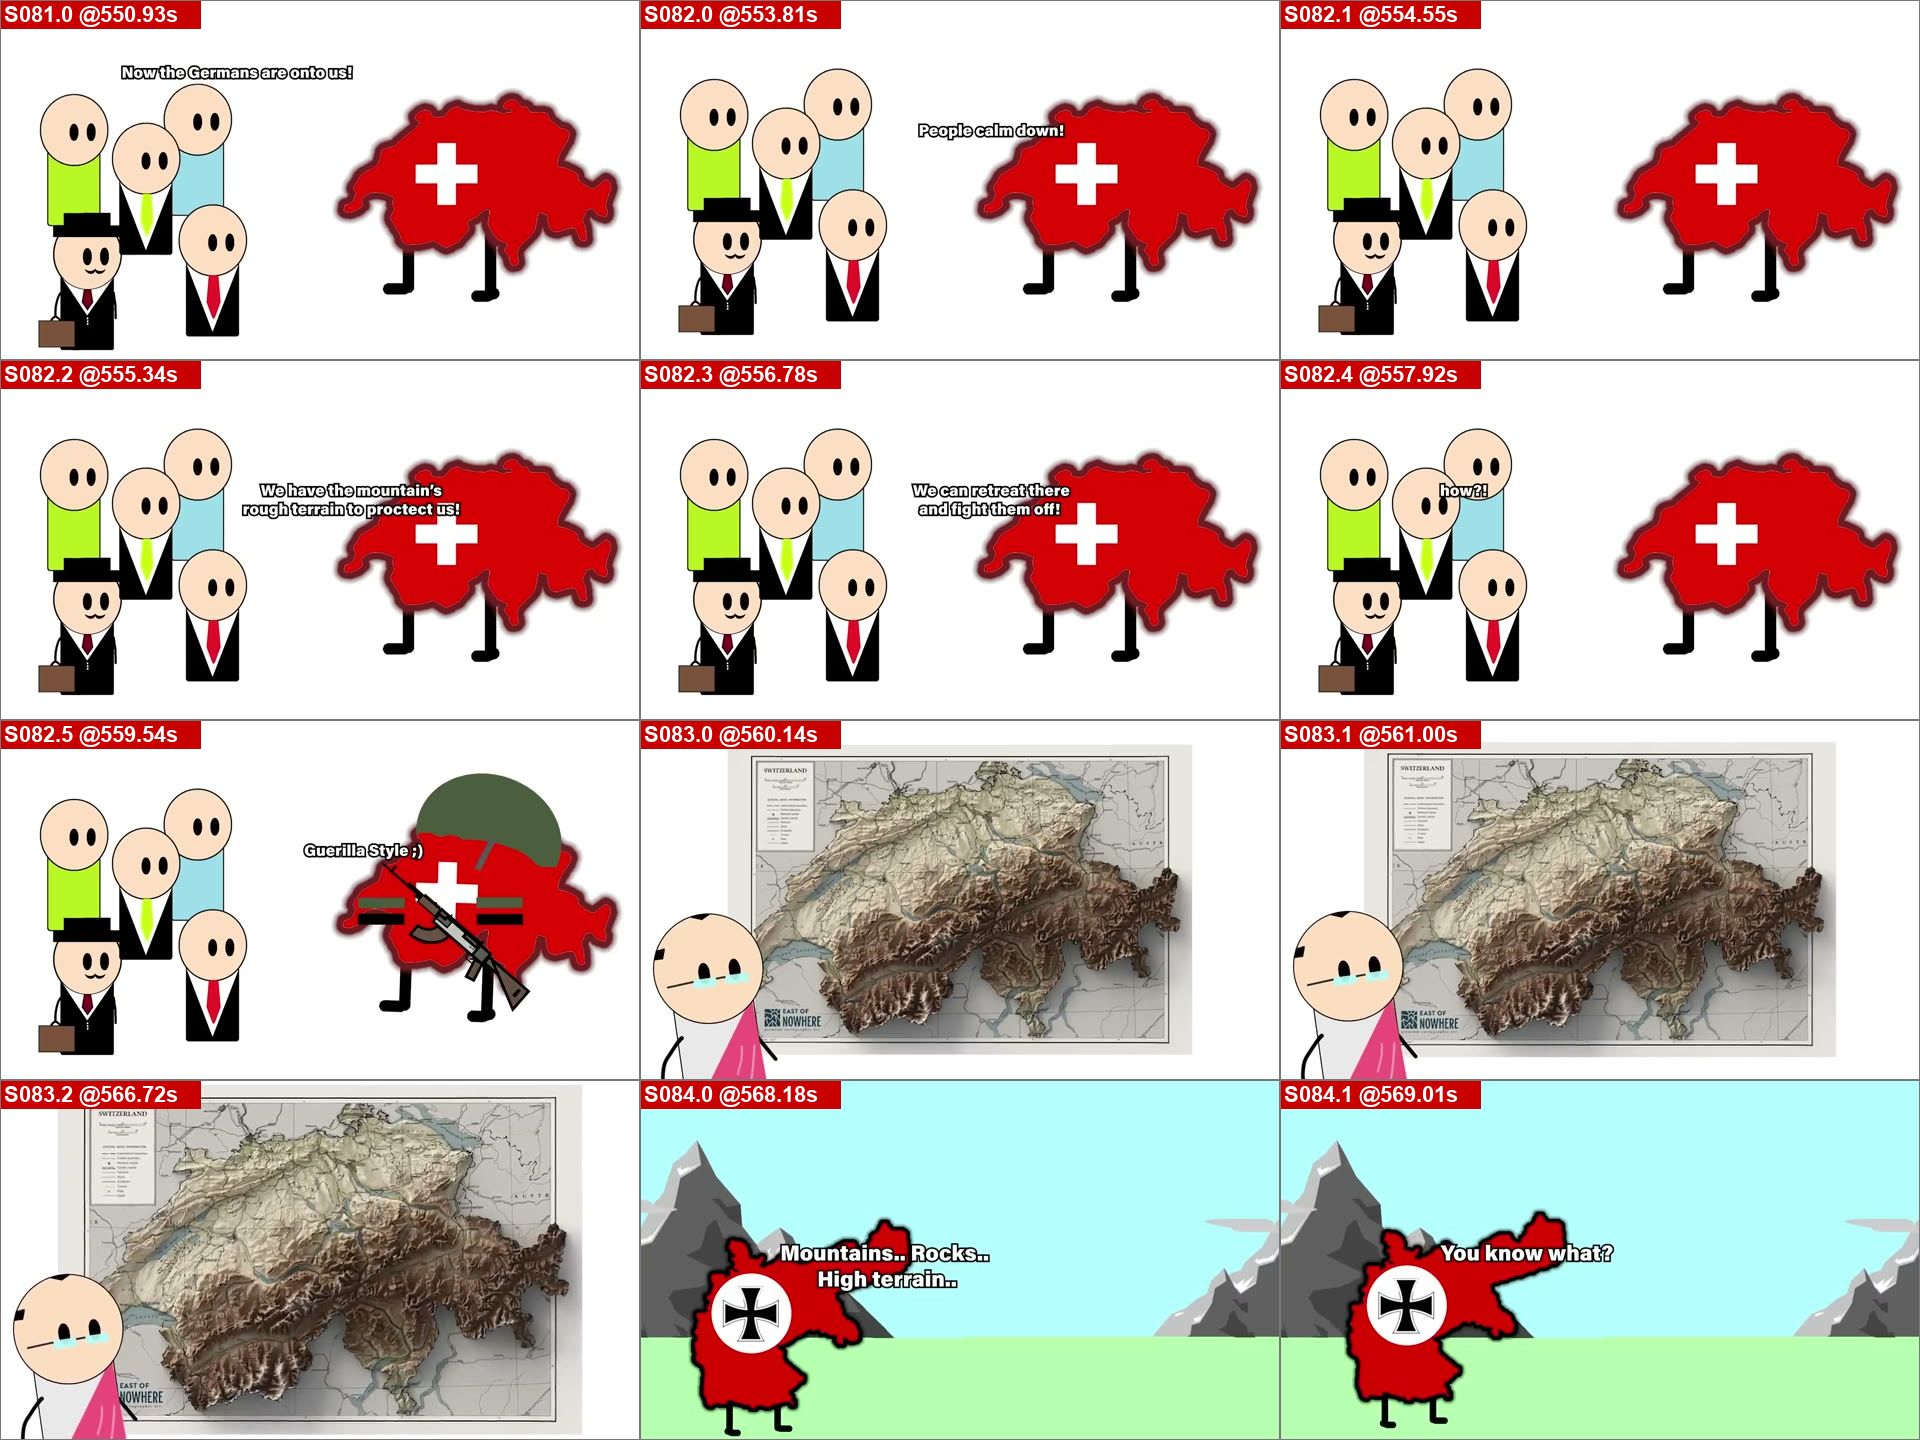 S081.0 @550.93s
Now the Germans are onto us!
S082.0 @553.81s
People calm down!
S082.1 @554.55s
S082.2 @555.34s
We have the mountain's
rough terrain to proctect us!
S082.3 @556.78s
We can retreat there
and fight them off!
S082.4 @557.92s
how?!
S082.5 @559.54s
Guerilla Style ;)
S083.0 @560.14s
SWITZERLAND
EAST OF
NOWHERE
S083.1 @561.00s
SWITZERLAND
EAST OF
NOWHERE
S083.2 @566.72s
SWITZERLAND
AUSTR
EAST OF
NOWHERE
S084.0 @568.18s
Mountains.. Rocks..
High terrain..
S084.1 @569.01s
You know what?